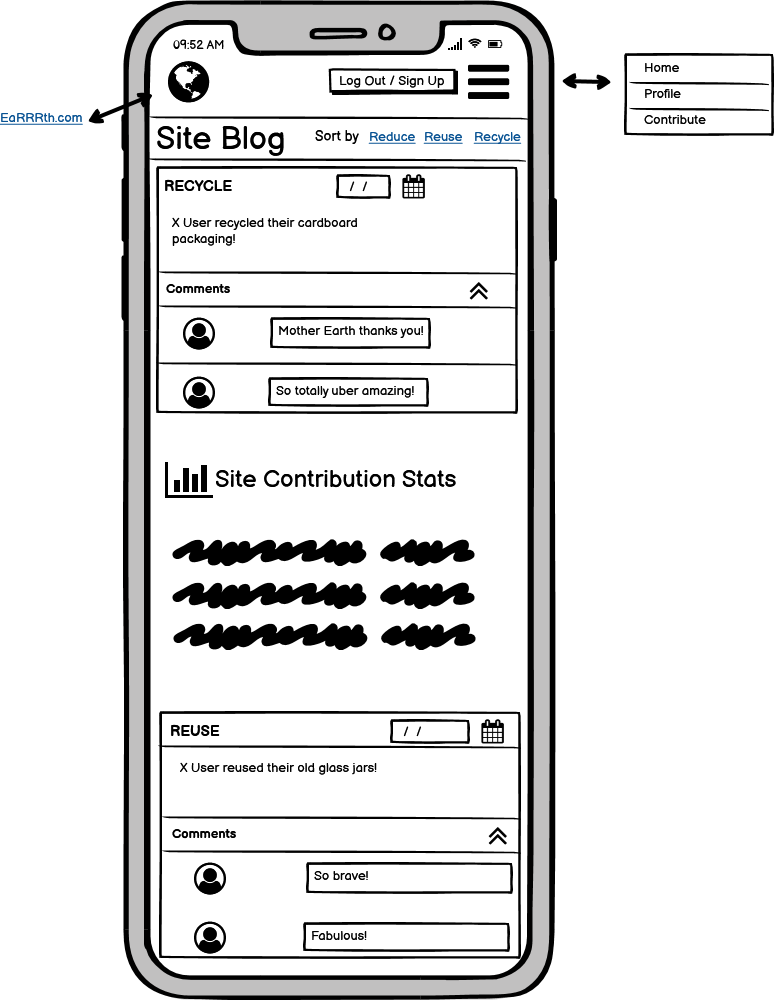 09:52 AM
Log Out / Sign Up
Home
Profile
Contribute
EaRRRth.com
Site Blog
Sort by Reduce Reuse Recycle
RECYCLE
/ /
X User recycled their cardboard
packaging!
Comments
Mother Earth thanks you!
So totally uber amazing!
Site Contribution Stats
REUSE
/ /
X User reused their old glass jars!
Comments
So brave!
Fabulous!